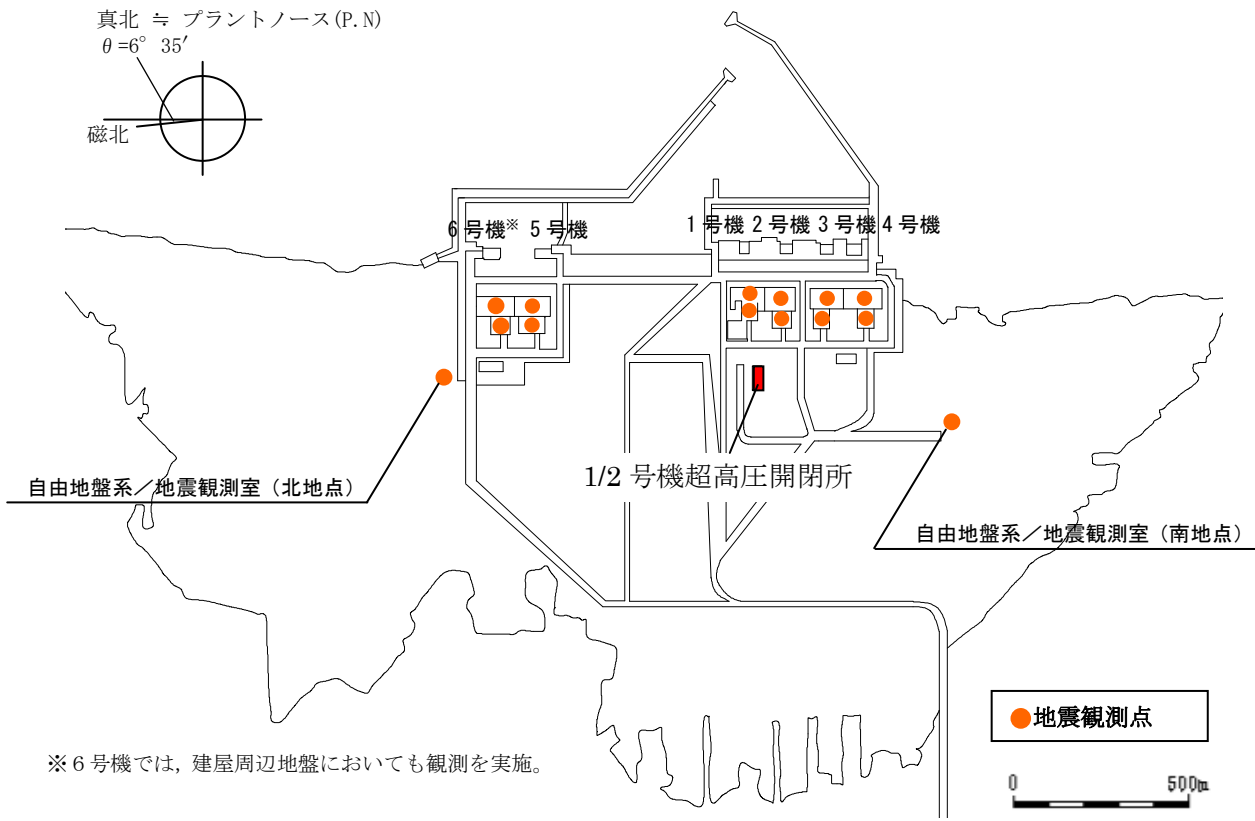 真北 ≒ プラントノース(P.N)
θ=6° 35′
磁北
6 号機※ 5 号機
1 号機 2 号機 3 号機 4 号機
1/2 号機超高圧開閉所
自由地盤系／地震観測室（北地点）
自由地盤系／地震観測室（南地点）
地震観測点
※６号機では, 建屋周辺地盤においても観測を実施。
0 500m